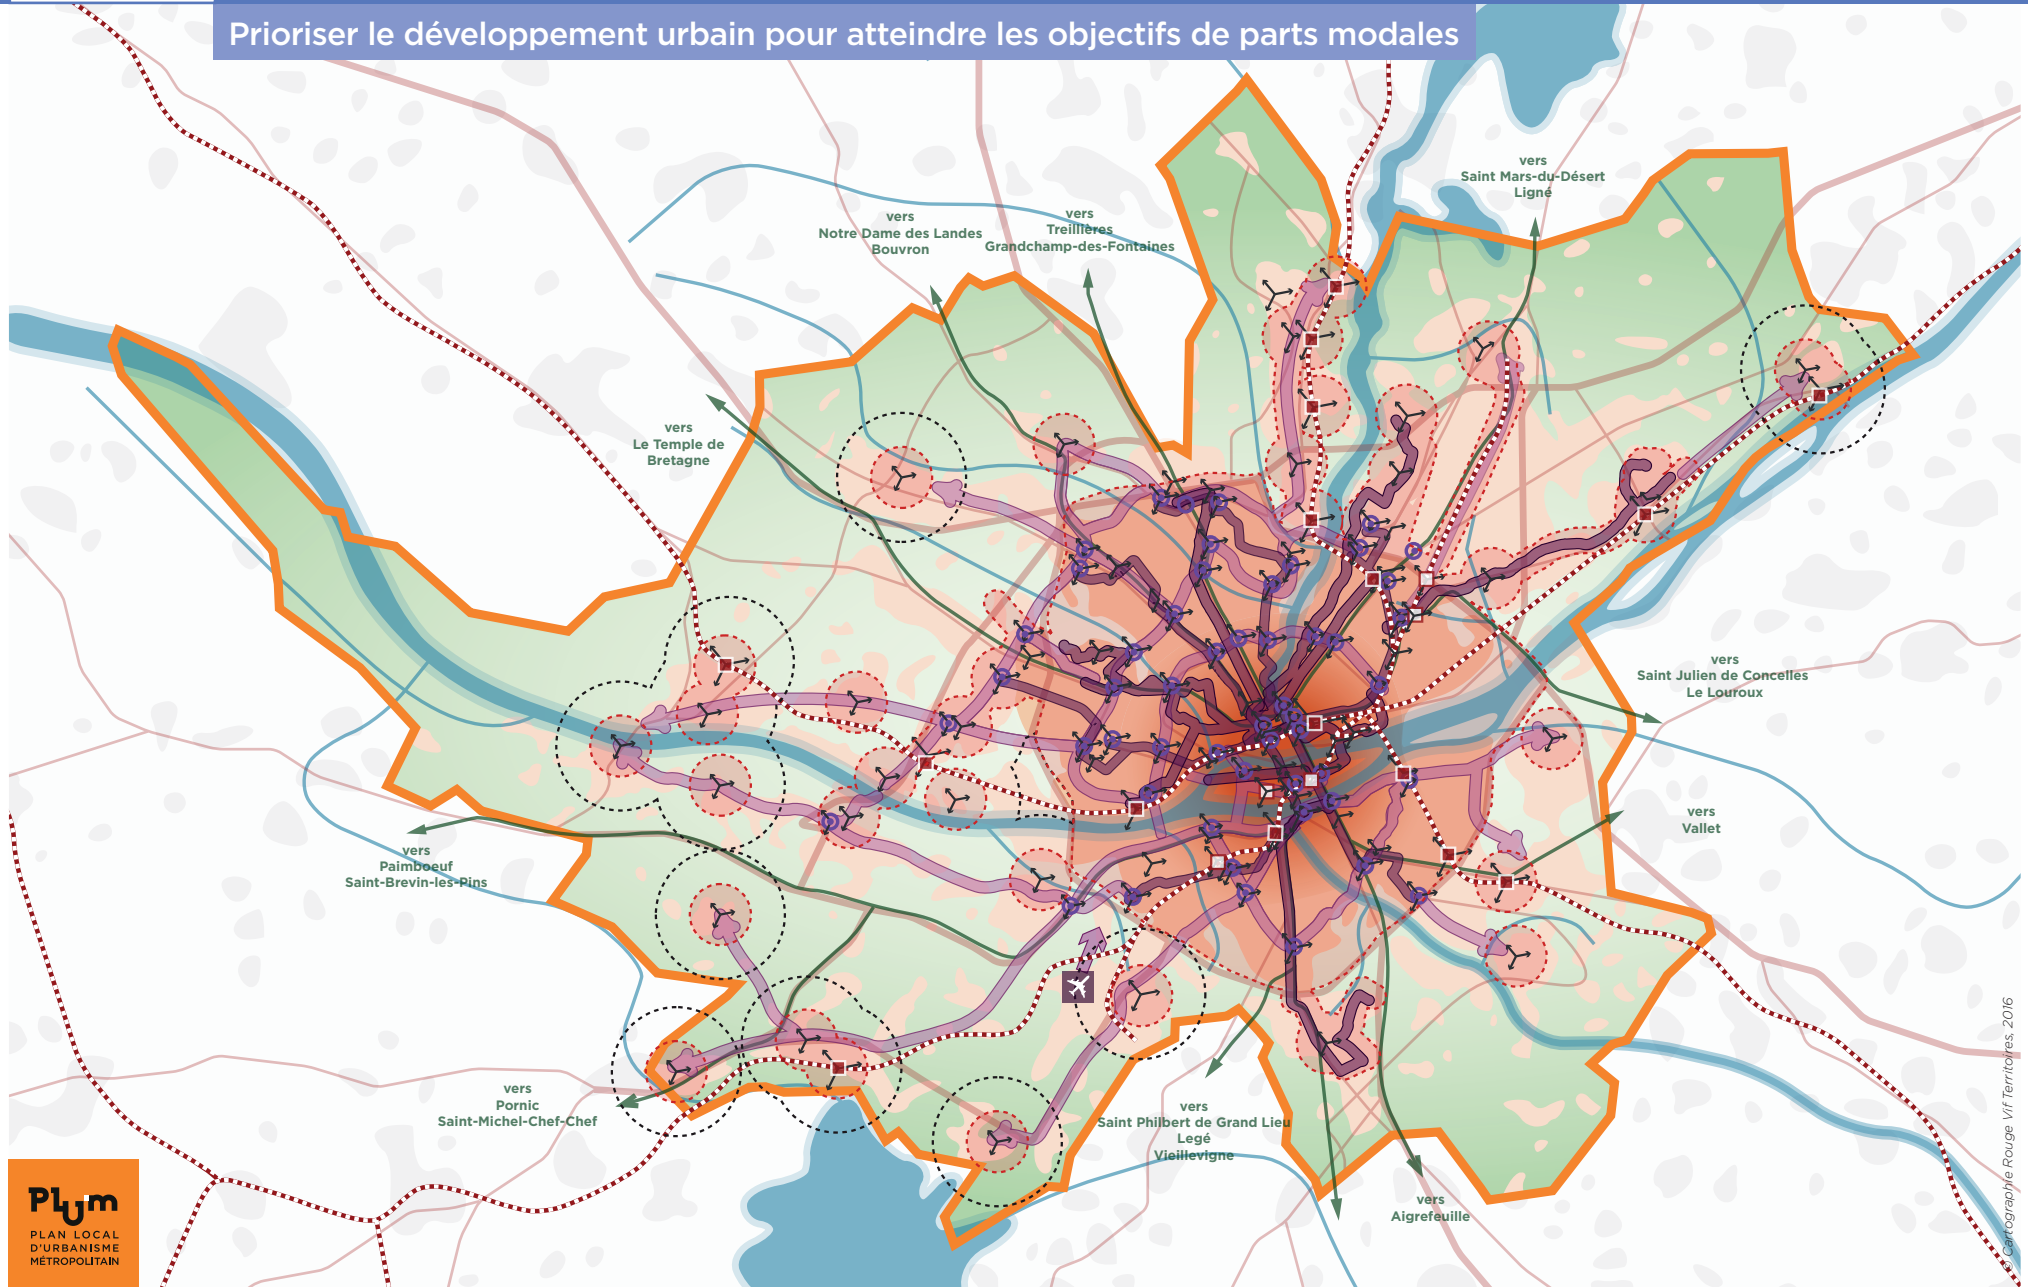 Prioriser le développement urbain pour atteindre les objectifs de parts modales
vers
Saint Mars-du-Désert
Ligné
vers
Notre Dame des Landes
Bouvron
vers
Treillières
Grandchamp-des-Fontaines
vers
Le Temple de
Bretagne
vers
Saint Julien de Concelles
Le Louroux
vers
Vallet
vers
Paimboeuf
Saint-Brevin-les-Pins
vers
Pornic
Saint-Michel-Chef-Chef
vers
Saint Philbert de Grand Lieu
Legé
Vieillevigne
vers
Aigrefeuille
PLUm
PLAN LOCAL
D'URBANISME
MÉTROPOLITAIN
© Cartographie Rouge Vif Territoires, 2016